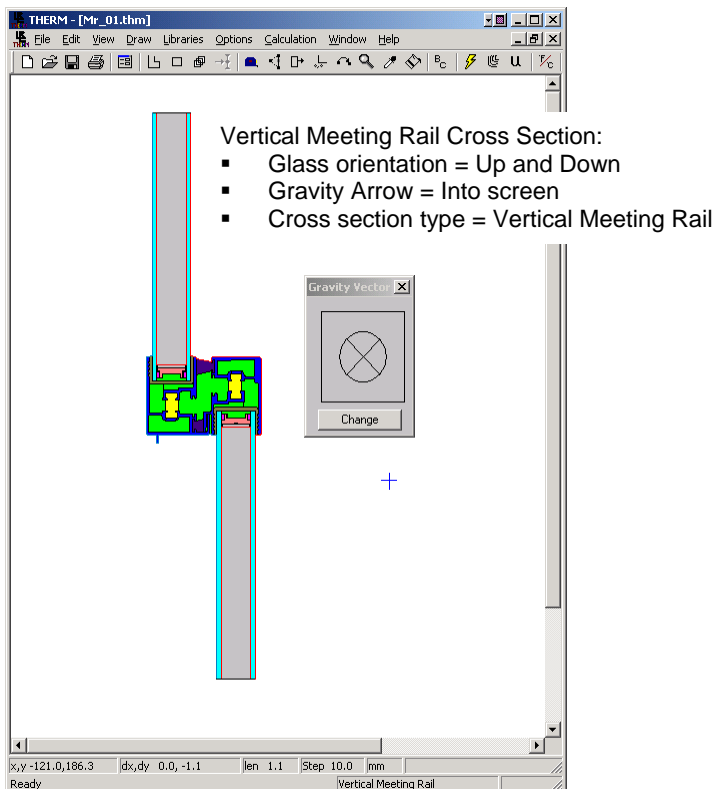 THERM - [Mr_01.thm]
File Edit View Draw Libraries Options Calculation Window Help
B C U °F/C
Vertical Meeting Rail Cross Section:
▪ Glass orientation = Up and Down
▪ Gravity Arrow = Into screen
▪ Cross section type = Vertical Meeting Rail
Gravity Vector
Change
x,y -121.0,186.3 dx,dy 0.0, -1.1 len 1.1 Step 10.0 mm
Ready Vertical Meeting Rail